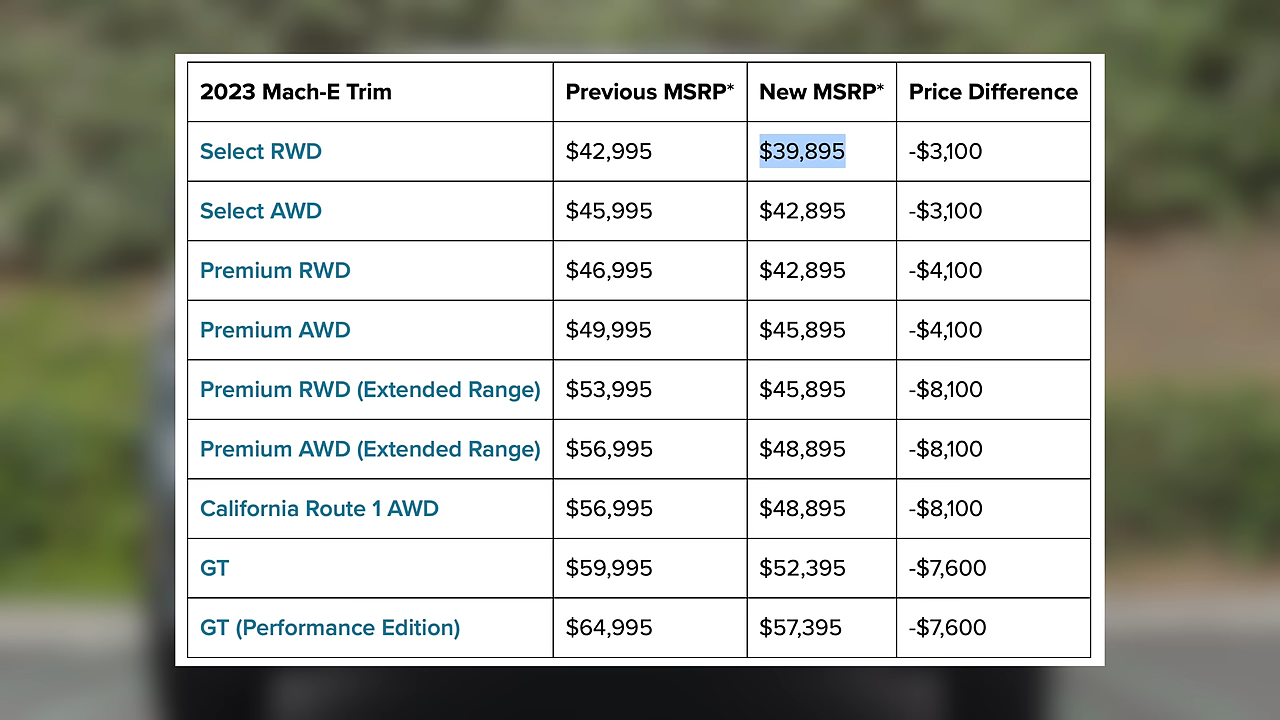 2023 Mach-E Trim Previous MSRP* New MSRP* Price Difference
Select RWD $42,995 $39,895 -$3,100
Select AWD $45,995 $42,895 -$3,100
Premium RWD $46,995 $42,895 -$4,100
Premium AWD $49,995 $45,895 -$4,100
Premium RWD (Extended Range) $53,995 $45,895 -$8,100
Premium AWD (Extended Range) $56,995 $48,895 -$8,100
California Route 1 AWD $56,995 $48,895 -$8,100
GT $59,995 $52,395 -$7,600
GT (Performance Edition) $64,995 $57,395 -$7,600